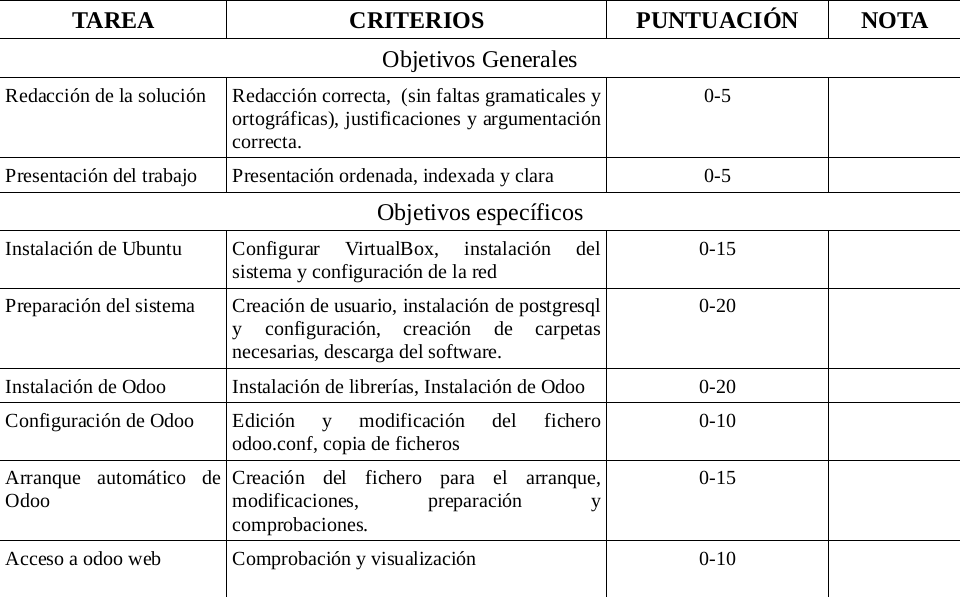 TAREA CRITERIOS PUNTUACIÓN NOTA
Objetivos Generales
Redacción de la solución Redacción correcta, (sin faltas gramaticales y 0-5
ortográficas), justificaciones y argumentación
correcta.
Presentación del trabajo Presentación ordenada, indexada y clara 0-5
Objetivos específicos
Instalación de Ubuntu Configurar VirtualBox, instalación del 0-15
sistema y configuración de la red
Preparación del sistema Creación de usuario, instalación de postgresql 0-20
y configuración, creación de carpetas
necesarias, descarga del software.
Instalación de Odoo Instalación de librerías, Instalación de Odoo 0-20
Configuración de Odoo Edición y modificación del fichero 0-10
odoo.conf, copia de ficheros
Arranque automático de Creación del fichero para el arranque, 0-15
Odoo modificaciones, preparación y
comprobaciones.
Acceso a odoo web Comprobación y visualización 0-10